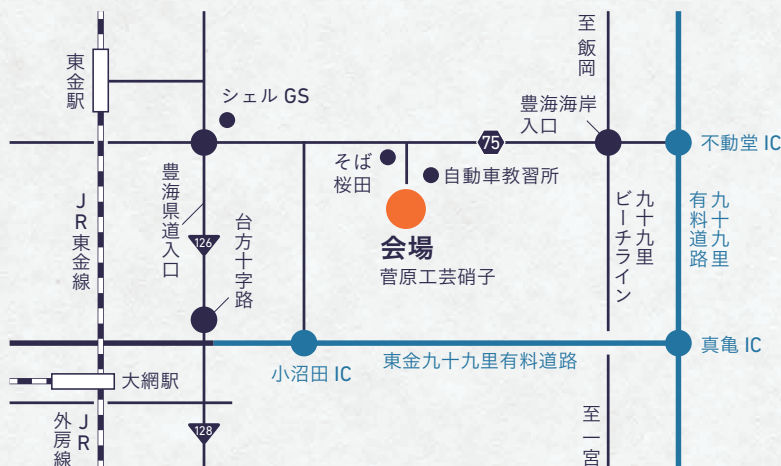 至飯岡
東金駅
シェル GS
豊海海岸
入口
75
不動堂 IC
そば
桜田
自動車教習所
豊海県道入口
JR東金線
台方十字路
126
会場
菅原工芸硝子
九十九里
ビーチライン
九十九里
有料道路
小沼田 IC
東金九十九里有料道路
真亀 IC
大網駅
JR
外房線
128
至一宮